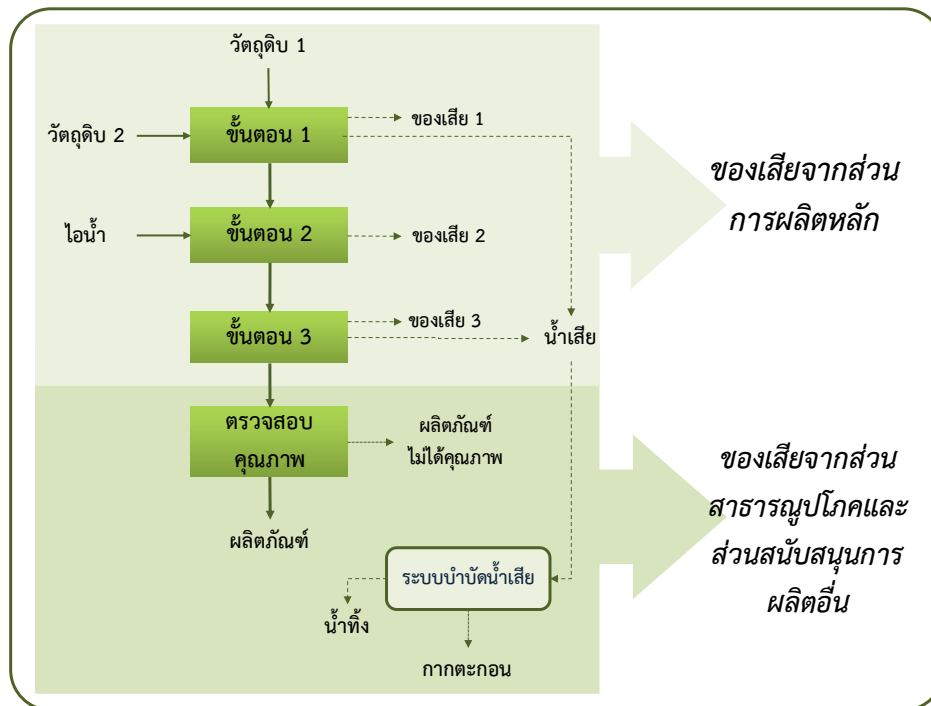 วัตถุดิบ 1
วัตถุดิบ 2
ขั้นตอน 1
ของเสีย 1
ไอน้ำ
ขั้นตอน 2
ของเสีย 2
ขั้นตอน 3
ของเสีย 3
น้ำเสีย
ของเสียจากส่วน
การผลิตหลัก
ตรวจสอบ
คุณภาพ
ผลิตภัณฑ์
ไม่ได้คุณภาพ
ผลิตภัณฑ์
ระบบบำบัดน้ำเสีย
น้ำทิ้ง
กากตะกอน
ของเสียจากส่วน
สาธารณูปโภคและ
ส่วนสนับสนุนการ
ผลิตอื่น